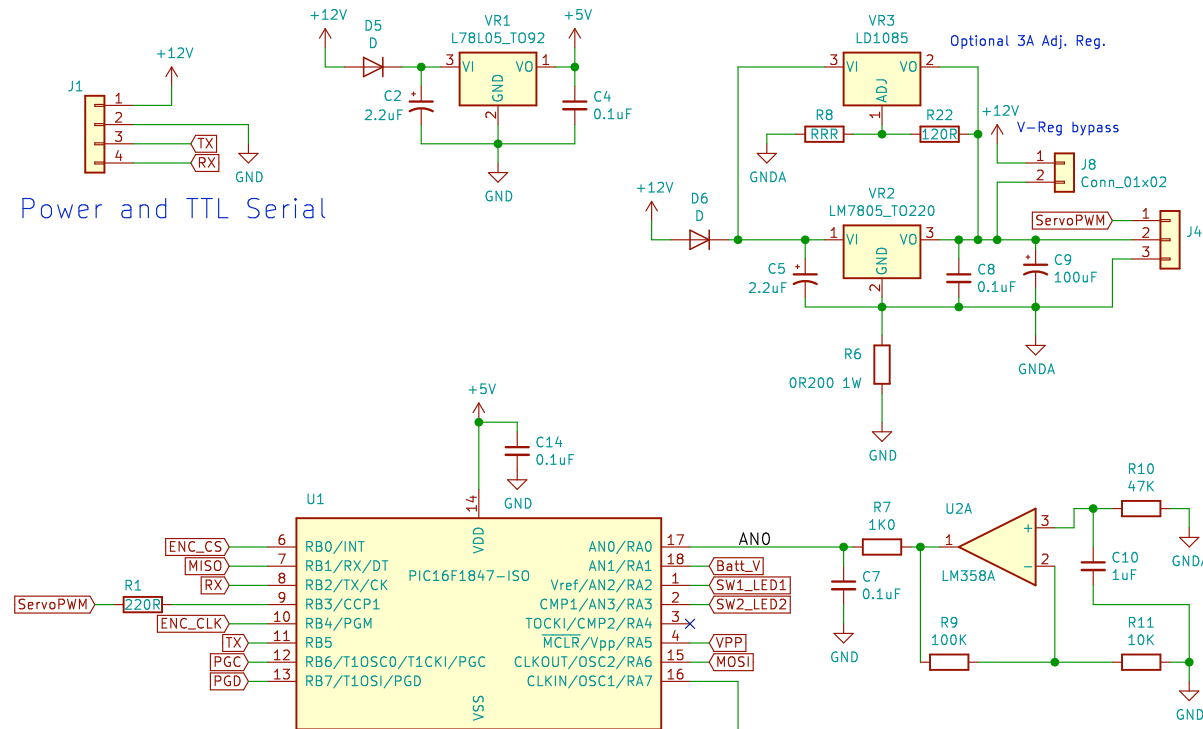 +12V
D5
D
VR1
L78L05_TO92
+5V
3
VI
VO
1
GND
2
C2
2.2uF
+
C4
0.1uF
GND
J1
+12V
1
2
3
TX
4
RX
GND
Power and TTL Serial
VR3
LD1085
Optional 3A Adj. Reg.
3
VI
VO
2
ADJ
1
R8
RRR
R22
120R
GNDA
+12V
V-Reg bypass
1
2
J8
Conn_01x02
+12V
D6
D
VR2
LM7805_TO220
1
VI
VO
3
GND
2
C5
2.2uF
+
C8
0.1uF
+
C9
100uF
ServoPWM
1
2
3
J4
GNDA
R6
0R200 1W
GND
+5V
C14
0.1uF
GND
U1
14
VDD
PIC16F1847-ISO
VSS
ENC_CS
6
RB0/INT
MISO
7
RB1/RX/DT
RX
8
RB2/TX/CK
ServoPWM
R1
220R
9
RB3/CCP1
ENC_CLK
10
RB4/PGM
TX
11
RB5
PGC
12
RB6/T1OSC0/T1CKI/PGC
PGD
13
RB7/T1OSI/PGD
AN0/RA0
17
AN0
AN1/RA1
18
Batt_V
Vref/AN2/RA2
1
SW1_LED1
CMP1/AN3/RA3
2
SW2_LED2
TOCKI/CMP2/RA4
3
MCLR/Vpp/RA5
4
VPP
CLKOUT/OSC2/RA6
15
MOSI
CLKIN/OSC1/RA7
16
R7
1K0
C7
0.1uF
GND
U2A
LM358A
1
+
3
−
2
R10
47K
C10
1uF
R9
100K
R11
10K
GND